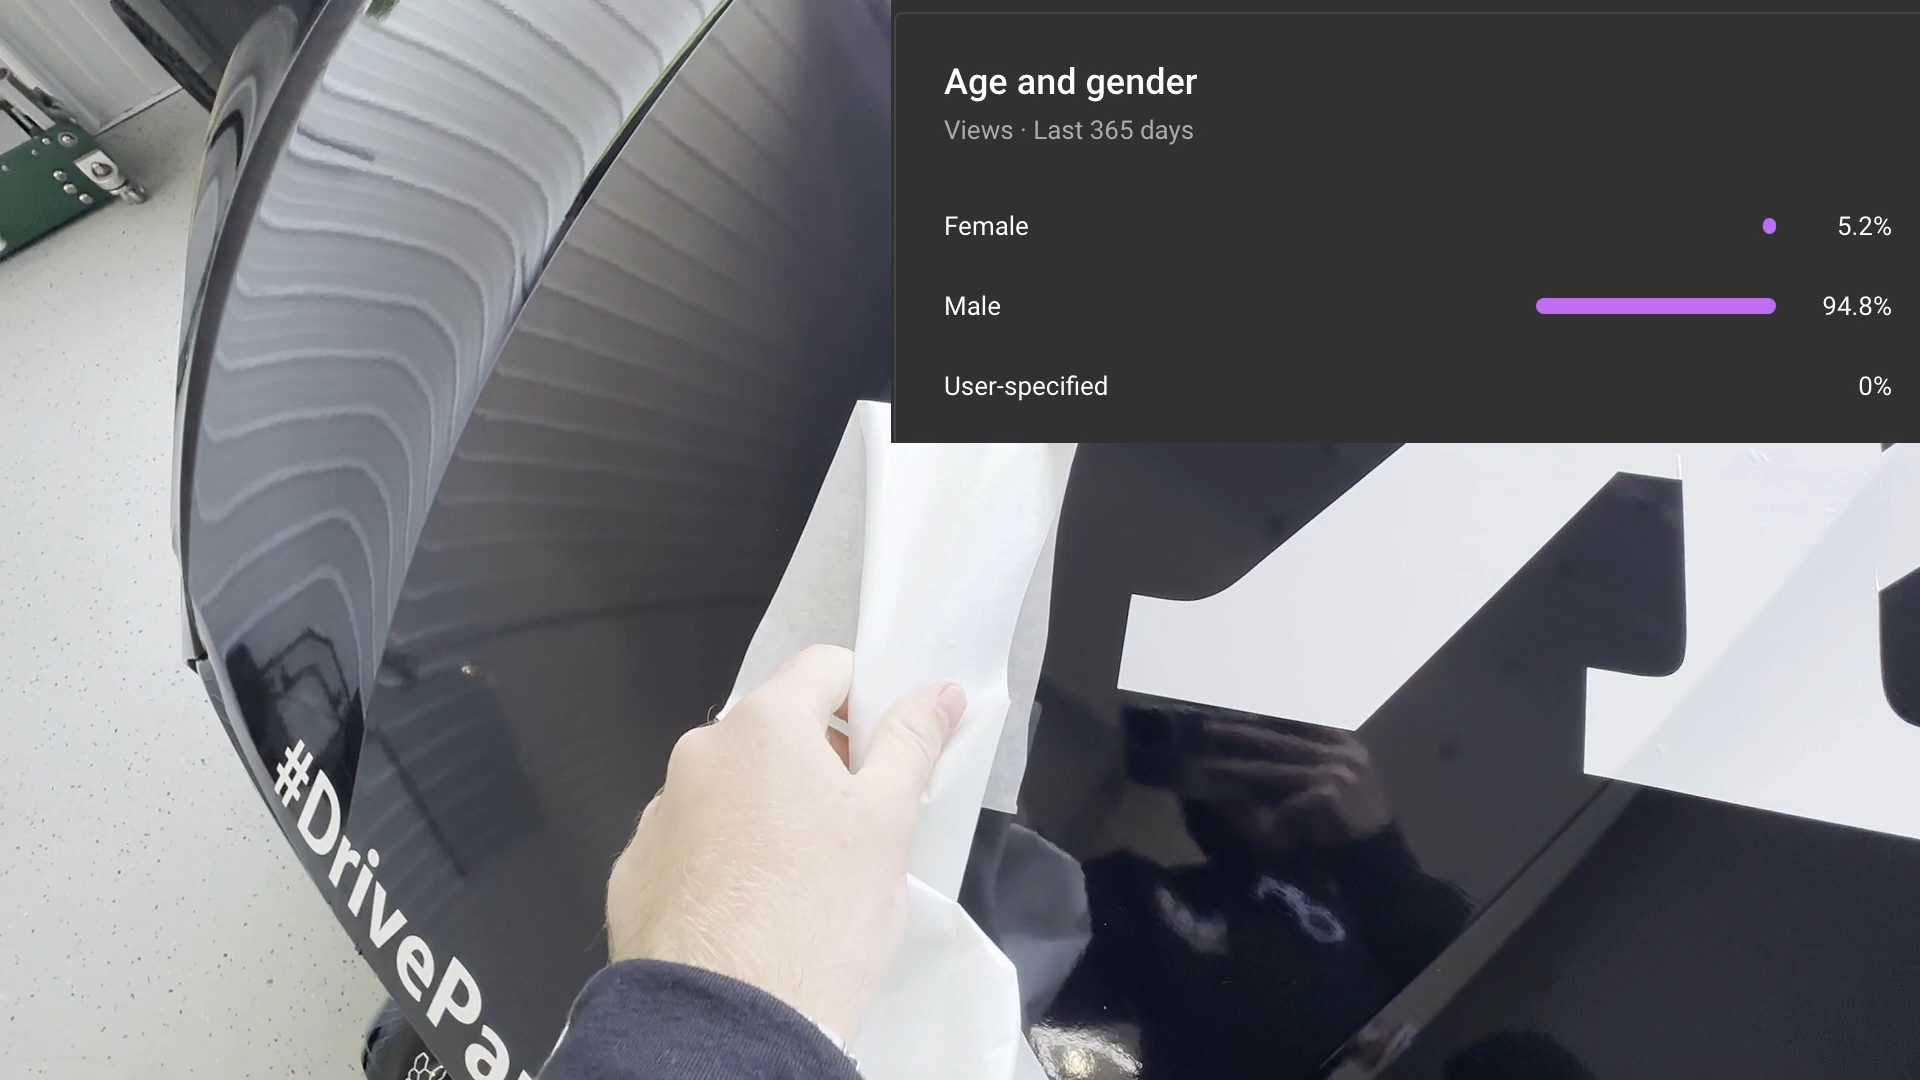 Age and gender
Views · Last 365 days
Female 5.2%
Male 94.8%
User-specified 0%
#DrivePa